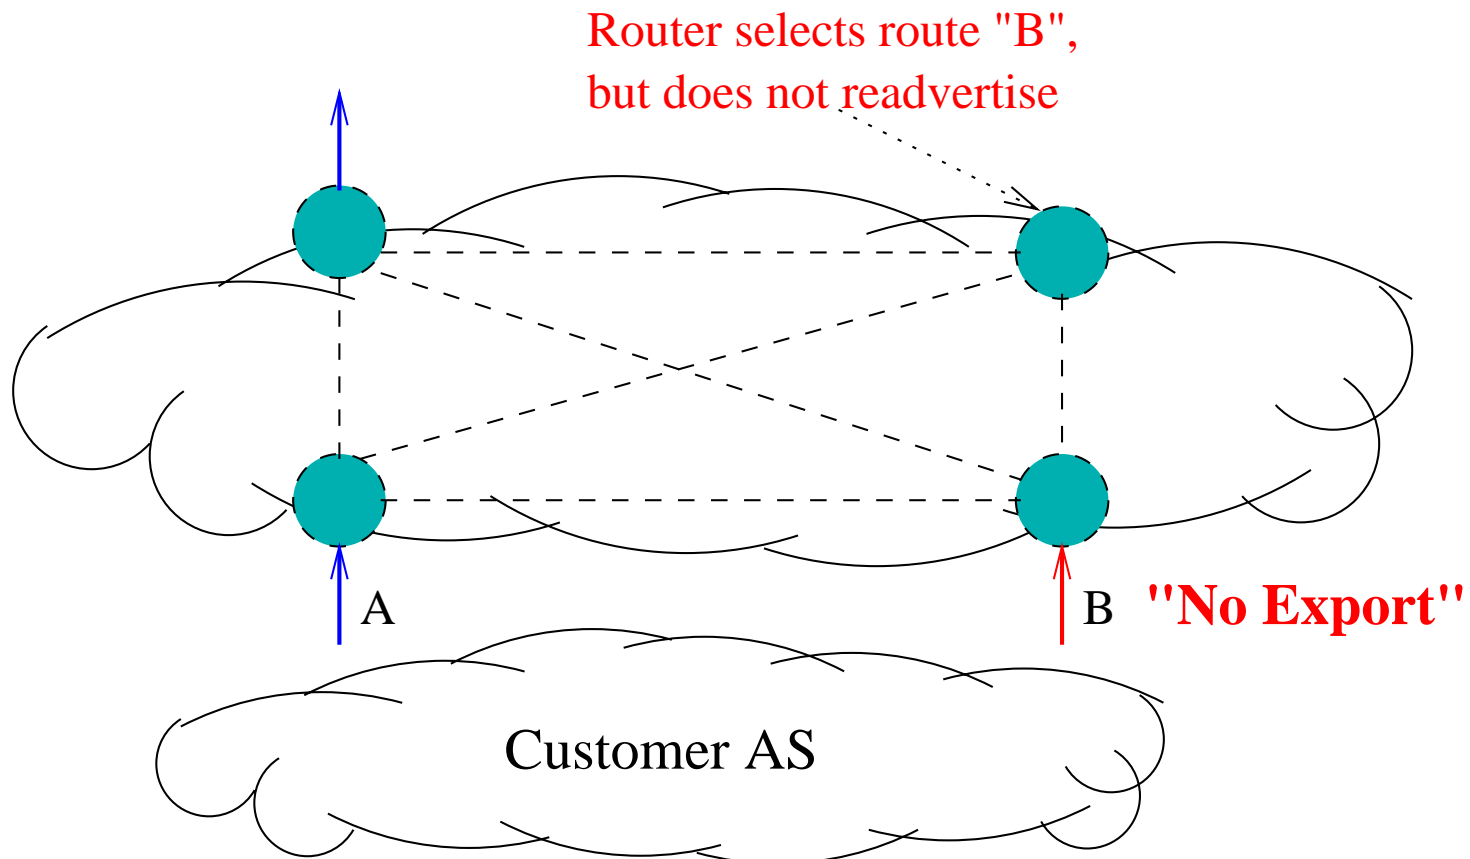 Router selects route "B",
but does not readvertise
A
B "No Export"
Customer AS